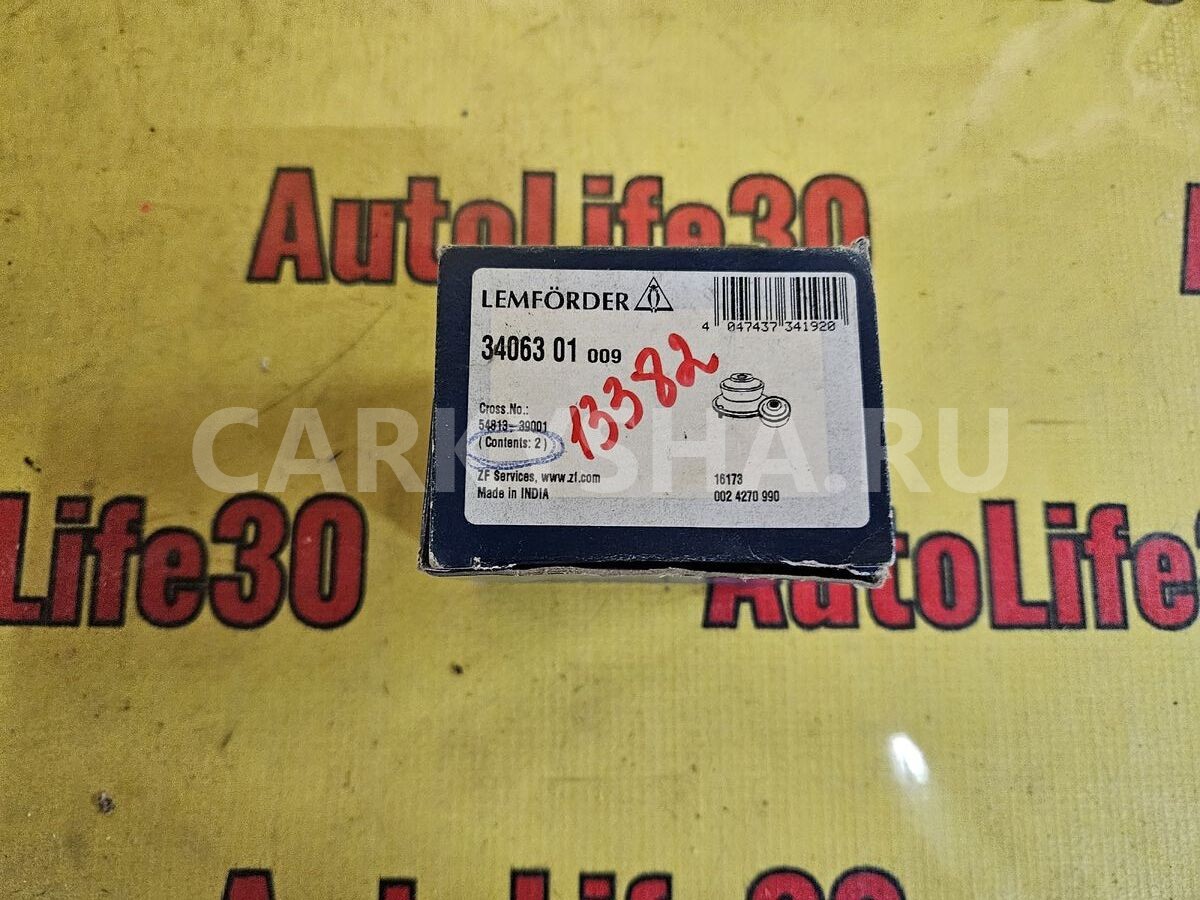 AutoLife30
LEMFÖRDER
4 047437 341920
34063 01 009
13382
Cross.No.:
54813-39001
( Contents: 2 )
CARKASHA.RU
ZF Services, www.zf.com
Made in INDIA
16173
002 4270 990
Life30
AutoLife
AutoLife30